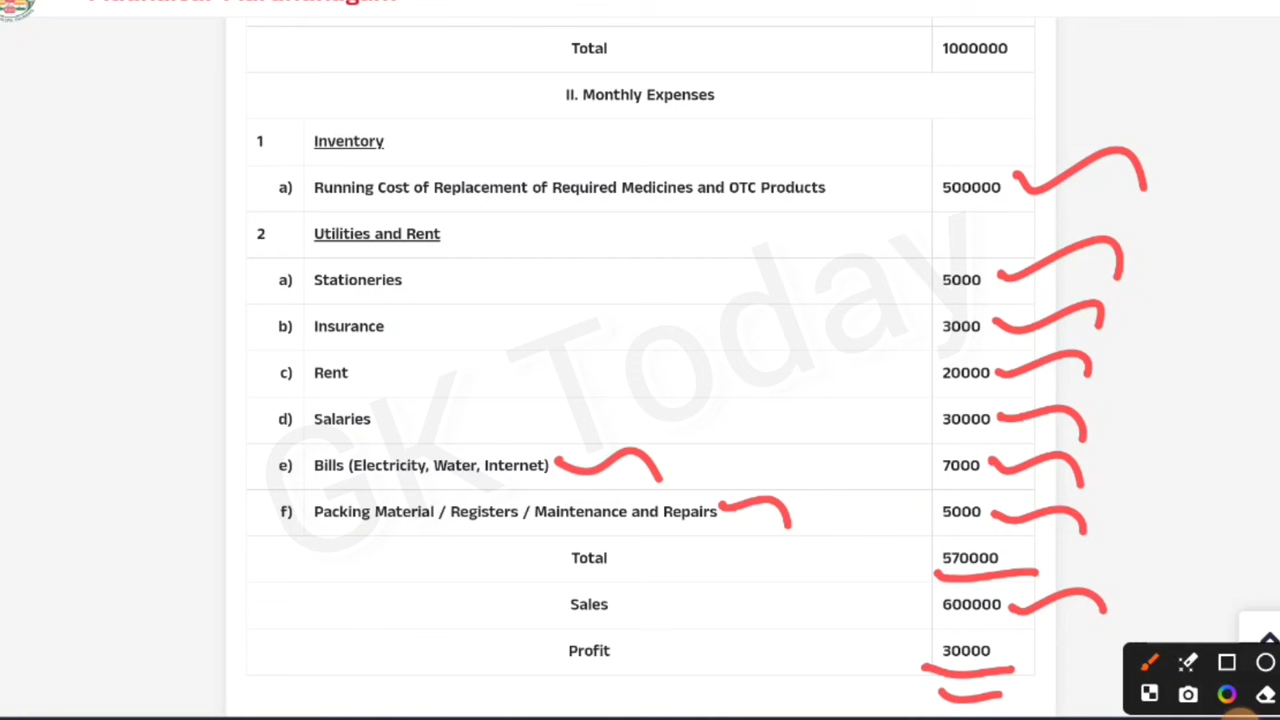 Total 1000000
II. Monthly Expenses
1 Inventory
a) Running Cost of Replacement of Required Medicines and OTC Products 500000
2 Utilities and Rent
a) Stationeries 5000
b) Insurance 3000
c) Rent 20000
d) Salaries 30000
e) Bills (Electricity, Water, Internet) 7000
f) Packing Material / Registers / Maintenance and Repairs 5000
Total 570000
Sales 600000
Profit 30000
GK Today